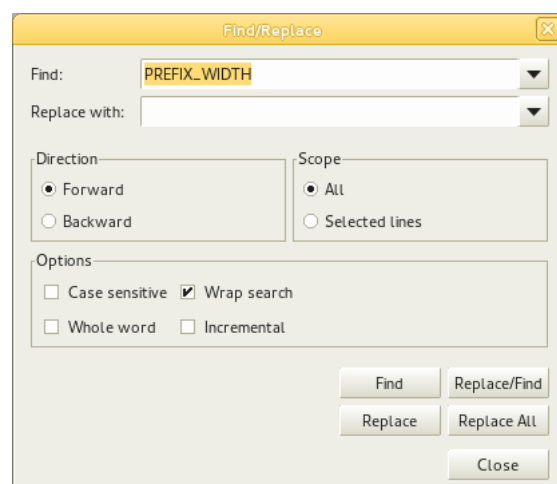 Find/Replace
Find: PREFIX_WIDTH
Replace with:
Direction
Forward
Backward
Scope
All
Selected lines
Options
Case sensitive Wrap search
Whole word Incremental
Find Replace/Find
Replace Replace All
Close